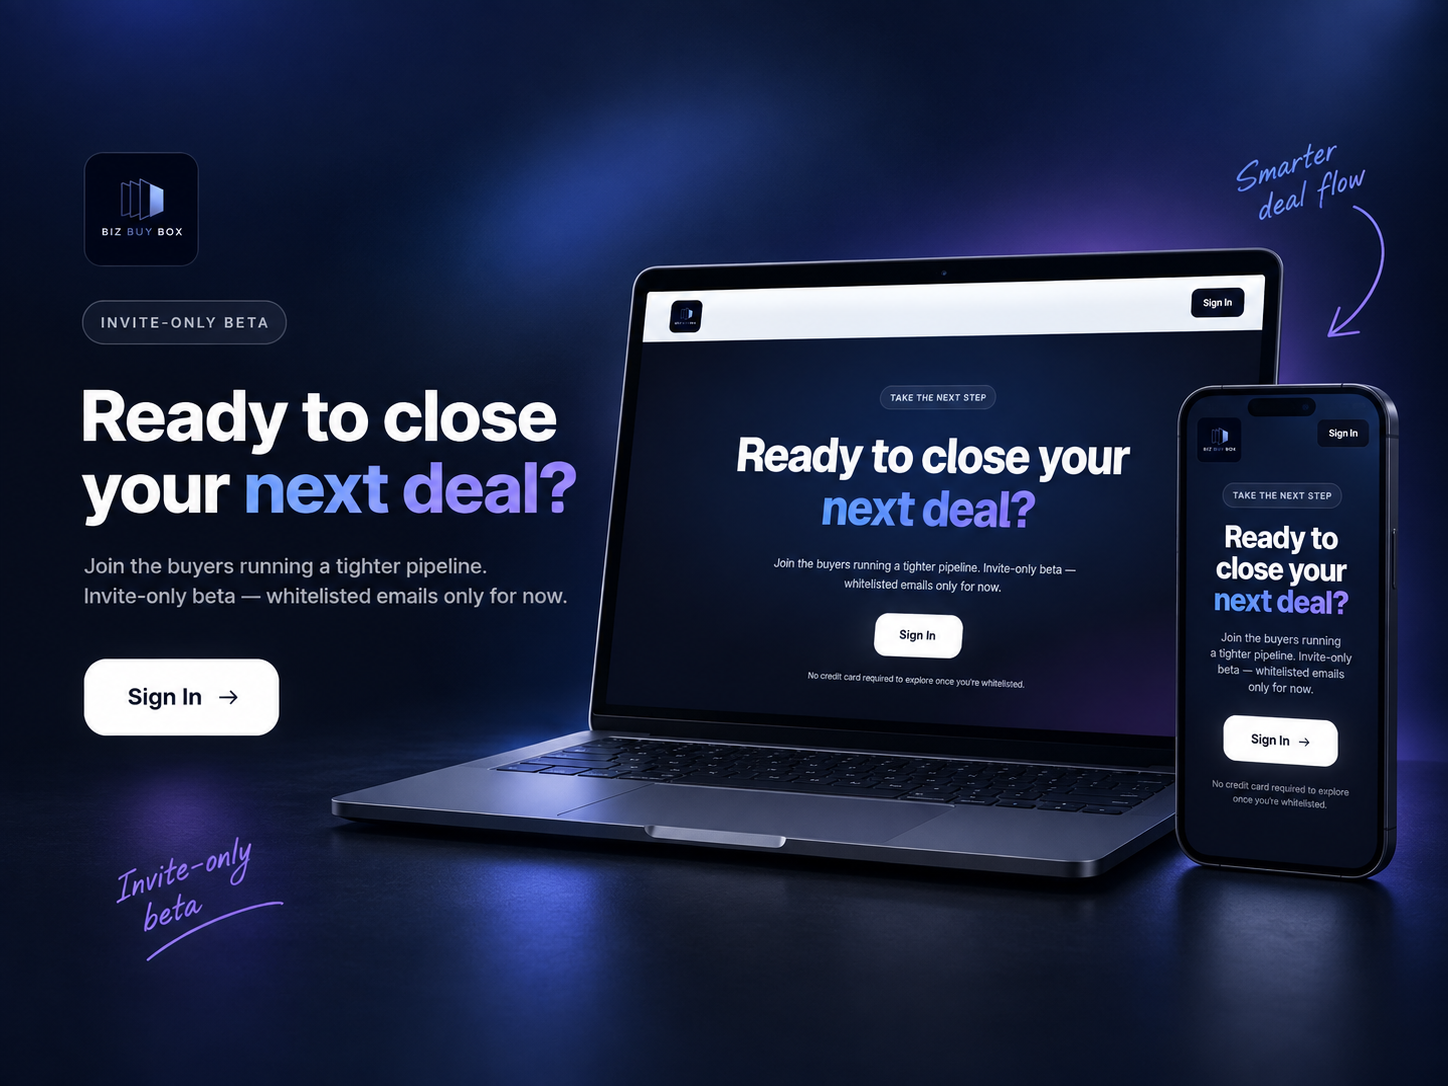 BIZ BUY BOX
INVITE-ONLY BETA
Ready to close
your next deal?
Join the buyers running a tighter pipeline.
Invite-only beta — whitelisted emails only for now.
Sign In →
Invite-only
beta
Smarter
deal flow
Sign In
TAKE THE NEXT STEP
Ready to close your
next deal?
Join the buyers running a tighter pipeline. Invite-only beta —
whitelisted emails only for now.
Sign In
No credit card required to explore once you're whitelisted.
BIZ BUY BOX
Sign In
TAKE THE NEXT STEP
Ready to
close your
next deal?
Join the buyers running
a tighter pipeline. Invite-only
beta — whitelisted emails
only for now.
Sign In →
No credit card required to explore
once you're whitelisted.